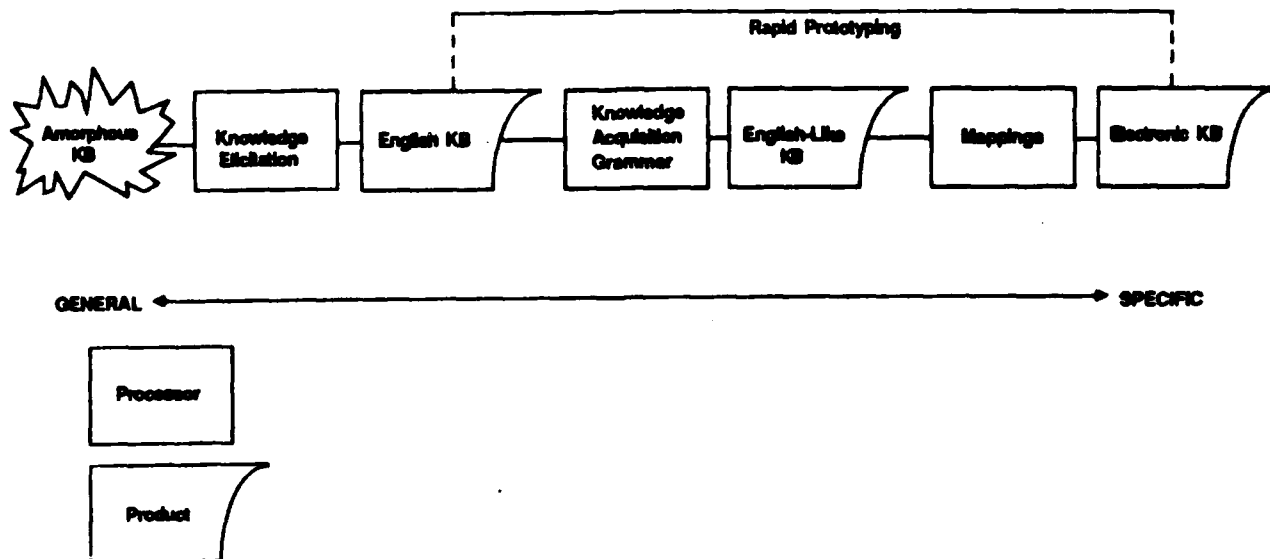 Rapid Prototyping
Amorphous
KB
Knowledge
Elicitation
English KB
Knowledge
Acquisition
Grammer
English-Like
KB
Mappings
Electronic KB
GENERAL
SPECIFIC
Processor
Product